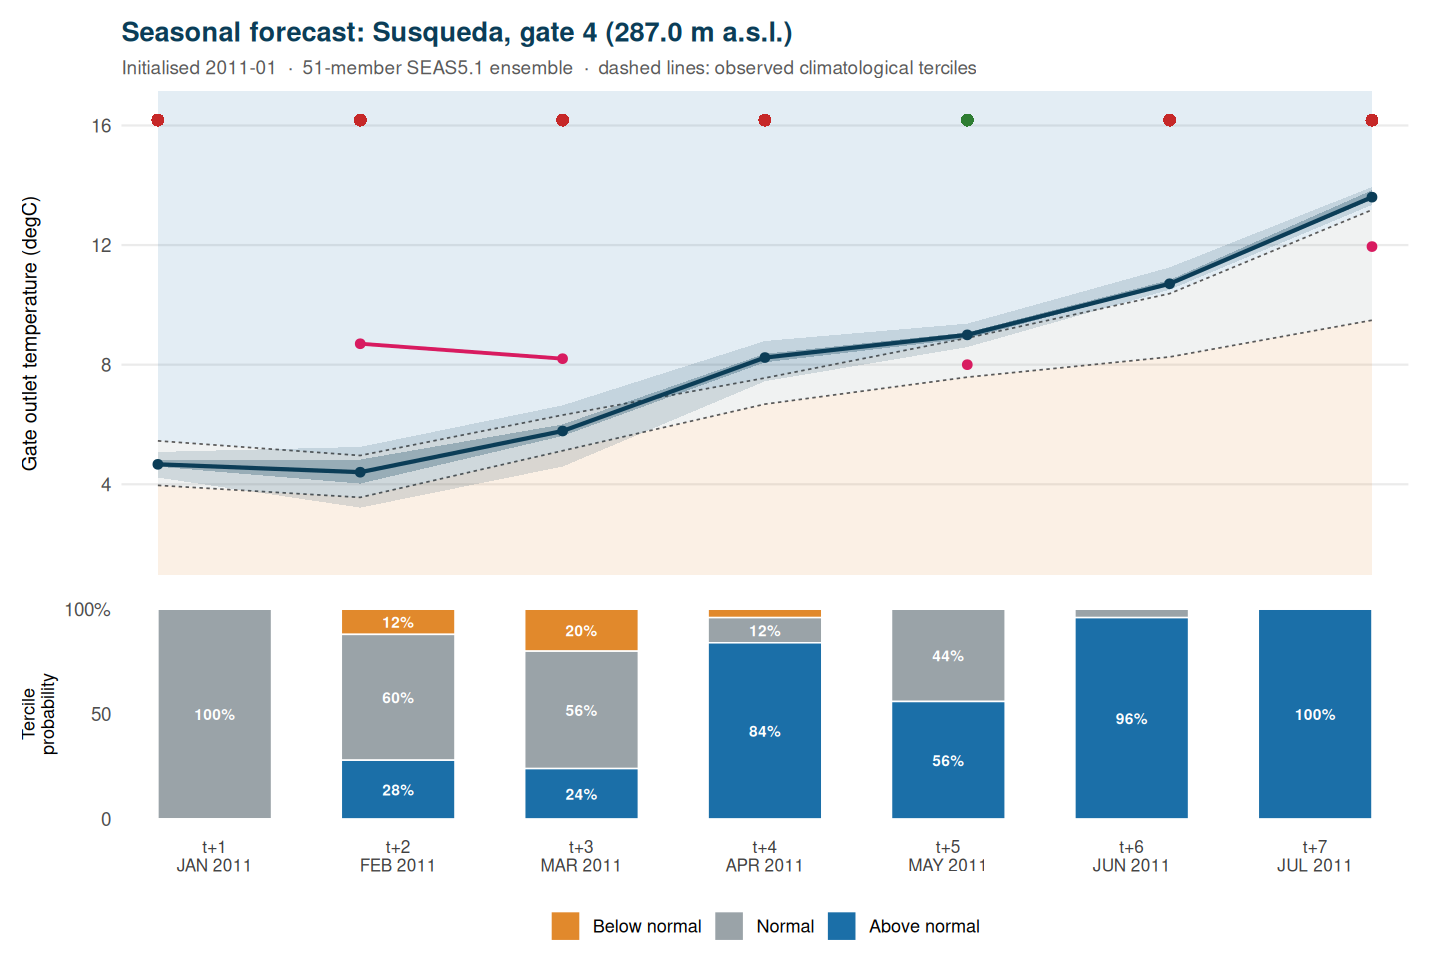 Seasonal forecast: Susqueda, gate 4 (287.0 m a.s.l.)
Initialised 2011-01 · 51-member SEAS5.1 ensemble · dashed lines: observed climatological terciles
Gate outlet temperature (degC)
16
12
8
4
Tercile
probability
100%
50
0
100%
12%
60%
28%
20%
56%
24%
12%
84%
44%
56%
96%
100%
t+1
JAN 2011
t+2
FEB 2011
t+3
MAR 2011
t+4
APR 2011
t+5
MAY 2011
t+6
JUN 2011
t+7
JUL 2011
Below normal
Normal
Above normal